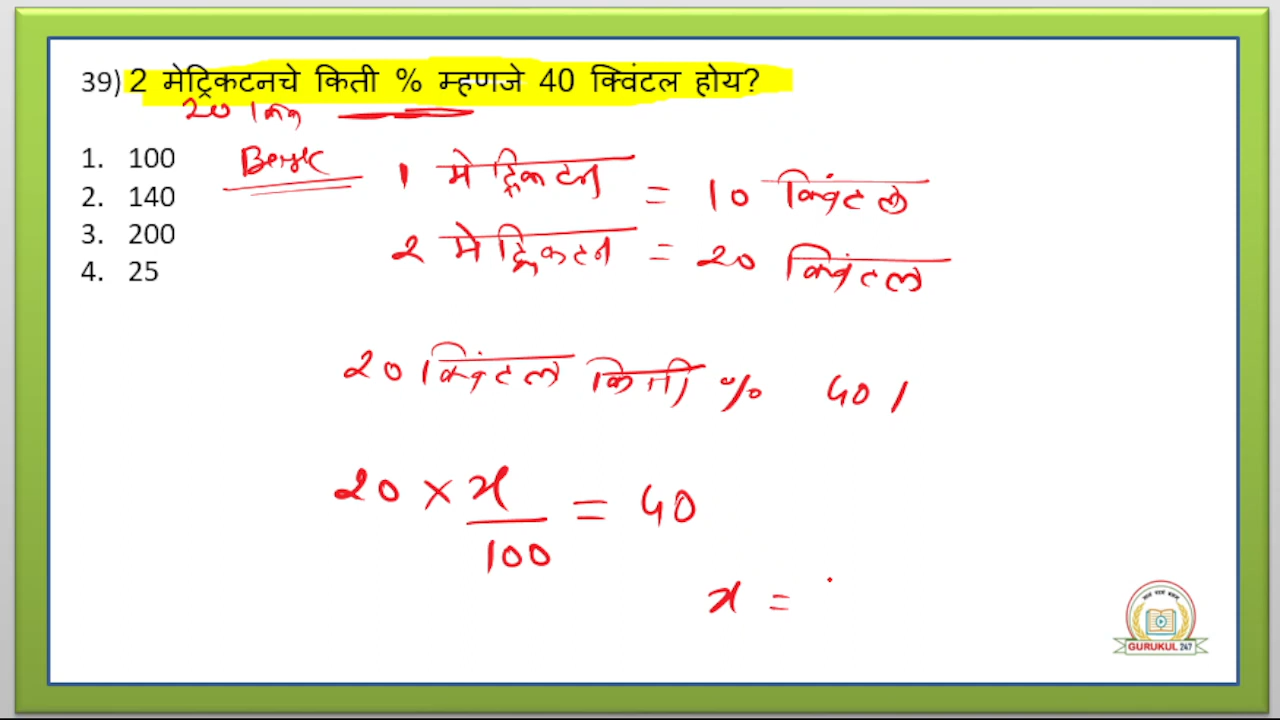 39) 2 मेट्रिकटनचे किती % म्हणजे 40 क्विंटल होय?
20
1. 100
2. 140
3. 200
4. 25
1 मेट्रिकटन = 10 क्विंटल
2 मेट्रिकटन = 20 क्विंटल
20 क्विंटल किती % 40
20 × x
100
= 40
x =
GURUKUL 247